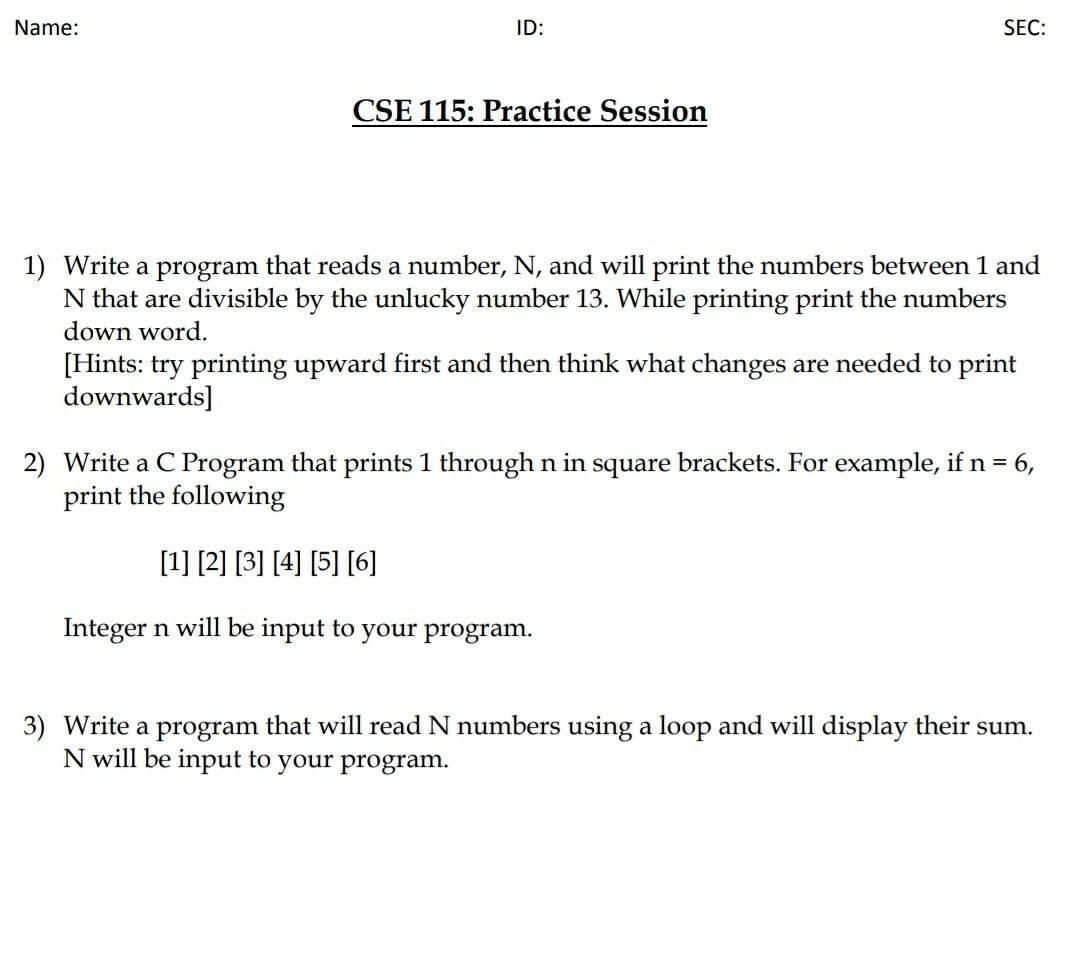 Name: ID: SEC:
CSE 115: Practice Session
1) Write a program that reads a number, N, and will print the numbers between 1 and
N that are divisible by the unlucky number 13. While printing print the numbers
down word.
[Hints: try printing upward first and then think what changes are needed to print
downwards]
2) Write a C Program that prints 1 through n in square brackets. For example, if n = 6,
print the following
[1] [2] [3] [4] [5] [6]
Integer n will be input to your program.
3) Write a program that will read N numbers using a loop and will display their sum.
N will be input to your program.